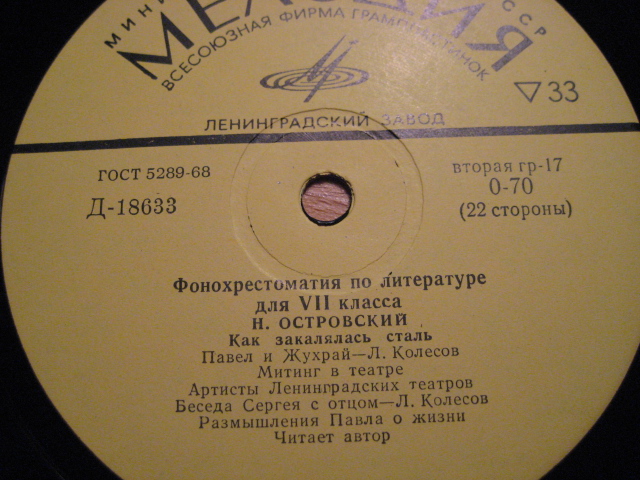 МИН
ССР
МЕЛОДИЯ
ВСЕСОЮЗНАЯ ФИРМА ГРАМПЛАСТИНОК
▽33
ЛЕНИНГРАДСКИЙ ЗАВОД
ГОСТ 5289-68
Д-18633
вторая гр-17
0-70
(22 стороны)
Фонохрестоматия по литературе
для VII класса
Н. ОСТРОВСКИЙ
Как закалялась сталь
Павел и Жухрай—Л. Колесов
Митинг в театре
Артисты Ленинградских театров
Беседа Сергея с отцом—Л. Колесов
Размышления Павла о жизни
Читает автор